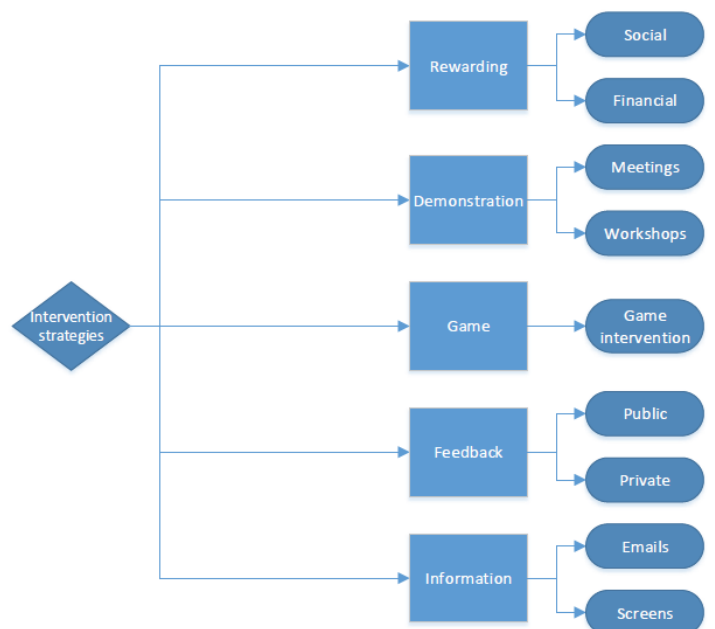 Social
Rewarding
Financial
Meetings
Demonstration
Workshops
Intervention
strategies
Game
Game
intervention
Public
Feedback
Private
Emails
Information
Screens